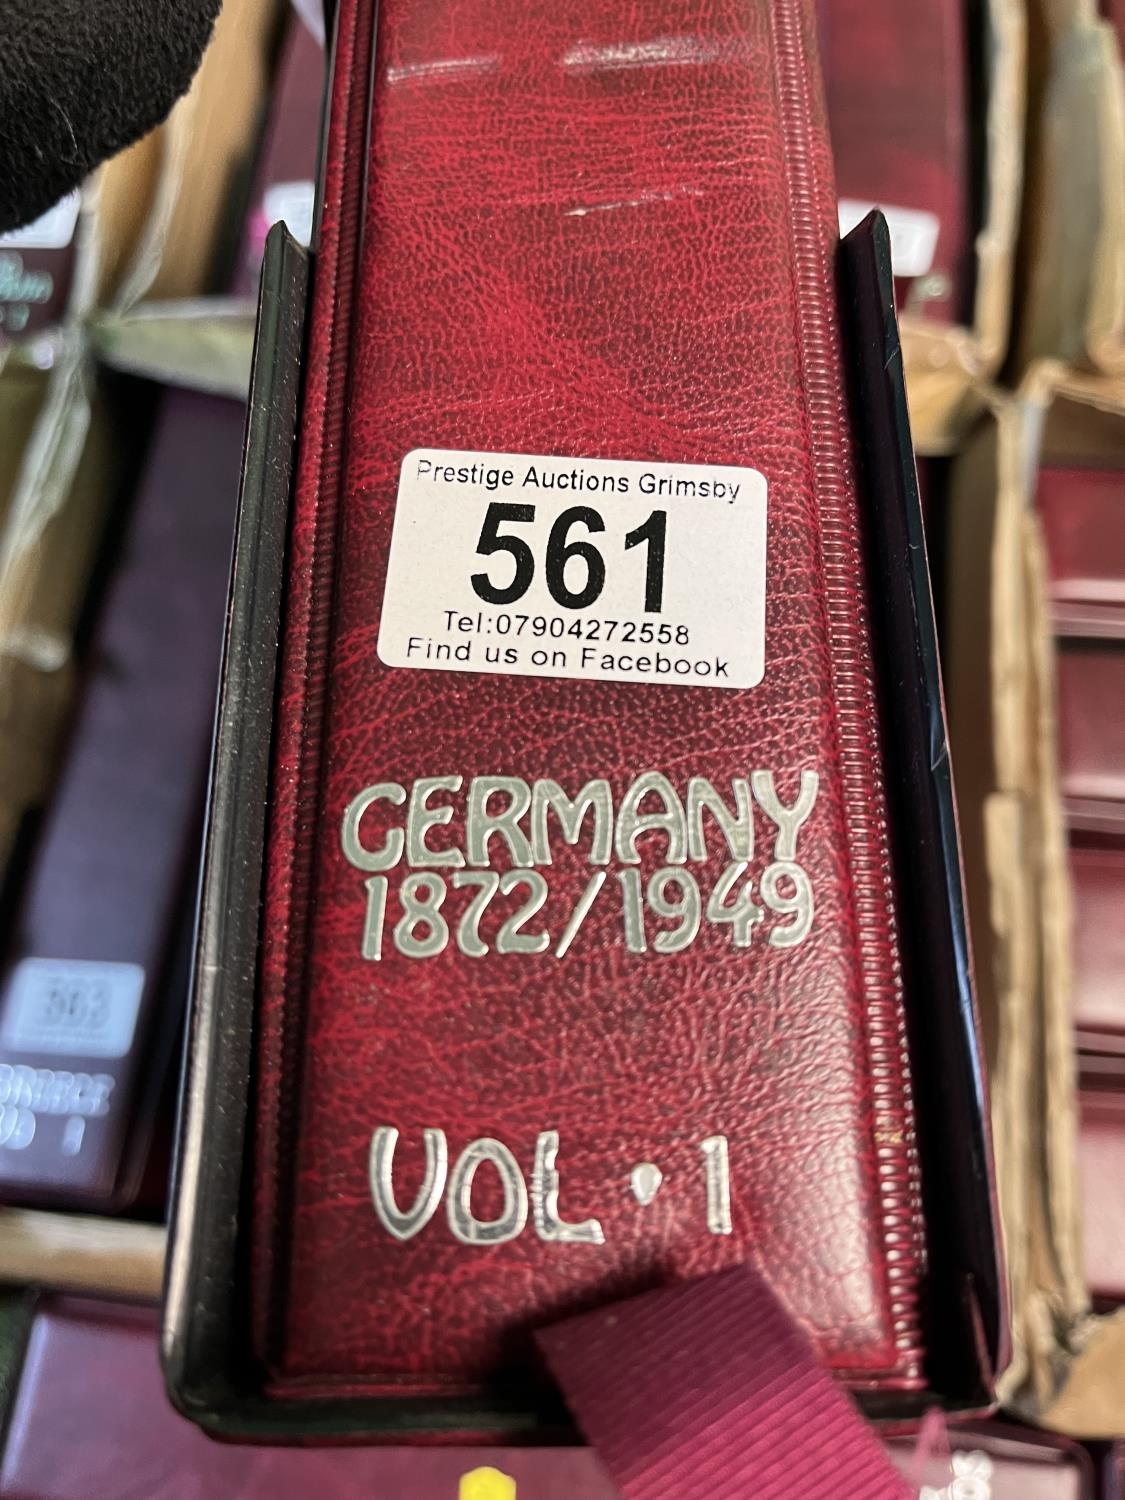 Prestige Auctions Grimsby
561
Tel:07904272558
Find us on Facebook
GERMANY
1872/1949
VOL · 1